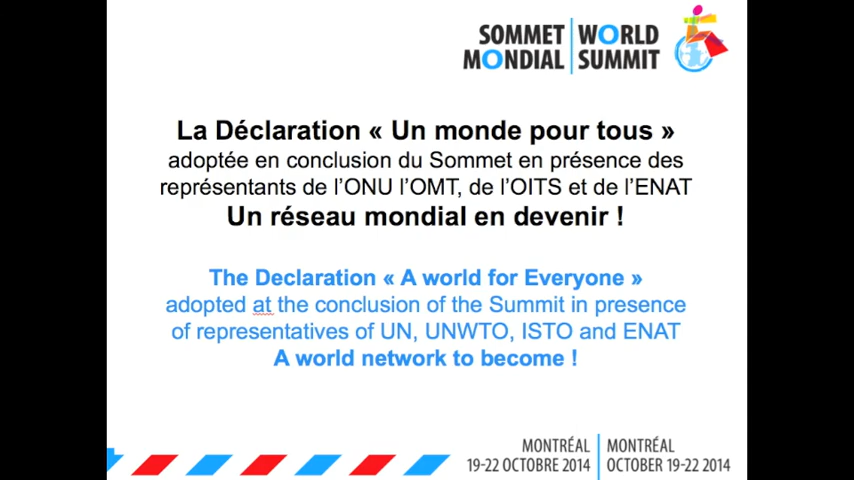 SOMMET MONDIAL
WORLD SUMMIT
La Déclaration « Un monde pour tous »
adoptée en conclusion du Sommet en présence des
représentants de l'ONU l'OMT, de l'OITS et de l'ENAT
Un réseau mondial en devenir !
The Declaration « A world for Everyone »
adopted at the conclusion of the Summit in presence
of representatives of UN, UNWTO, ISTO and ENAT
A world network to become !
MONTRÉAL
19-22 OCTOBRE 2014
MONTRÉAL
OCTOBER 19-22 2014